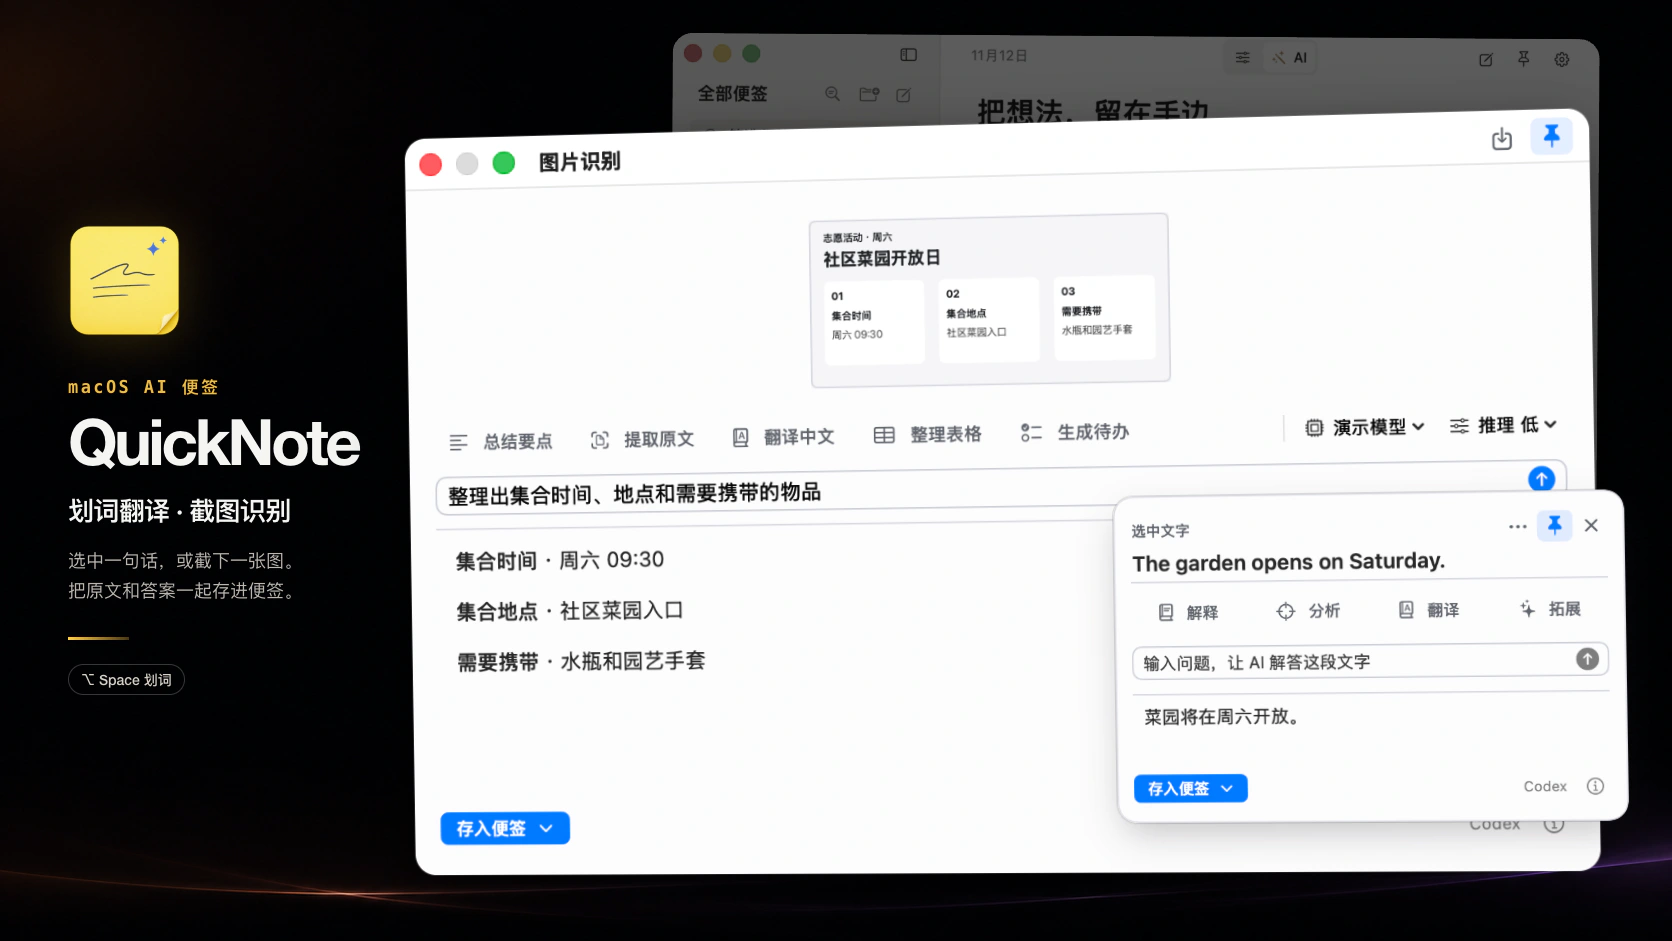 macOS AI 便签
QuickNote
划词翻译 · 截图识别
选中一句话，或截下一张图。
把原文和答案一起存进便签。
⌥ Space 划词
全部便签
11月12日
AI
把想法，留在手边
图片识别
志愿活动 · 周六
社区菜园开放日
01
集合时间
周六 09:30
02
集合地点
社区菜园入口
03
需要携带
水瓶和园艺手套
总结要点
提取原文
翻译中文
整理表格
生成待办
演示模型
推理 低
整理出集合时间、地点和需要携带的物品
集合时间 · 周六 09:30
集合地点 · 社区菜园入口
需要携带 · 水瓶和园艺手套
存入便签
Codex
选中文字
The garden opens on Saturday.
解释
分析
翻译
拓展
输入问题，让 AI 解答这段文字
菜园将在周六开放。
存入便签
Codex